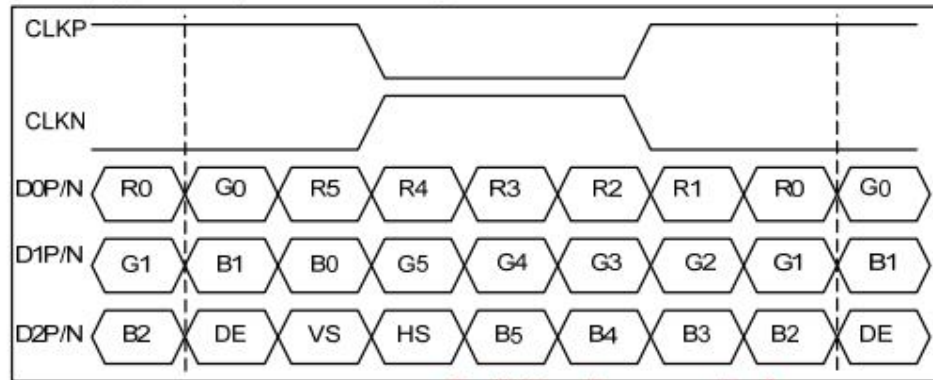 CLKP
CLKN
D0P/N R0 G0 R5 R4 R3 R2 R1 R0 G0
D1P/N G1 B1 B0 G5 G4 G3 G2 G1 B1
D2P/N B2 DE VS HS B5 B4 B3 B2 DE